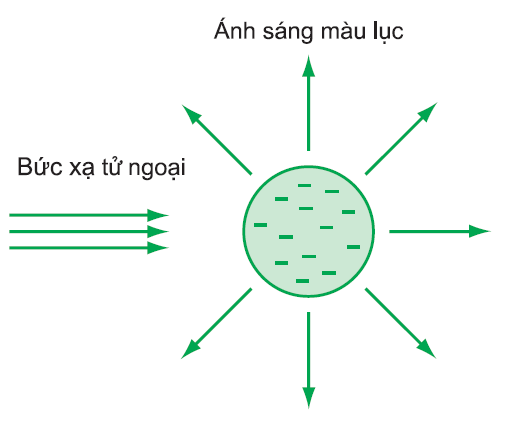 Ánh sáng màu lục
Bức xạ tử ngoại